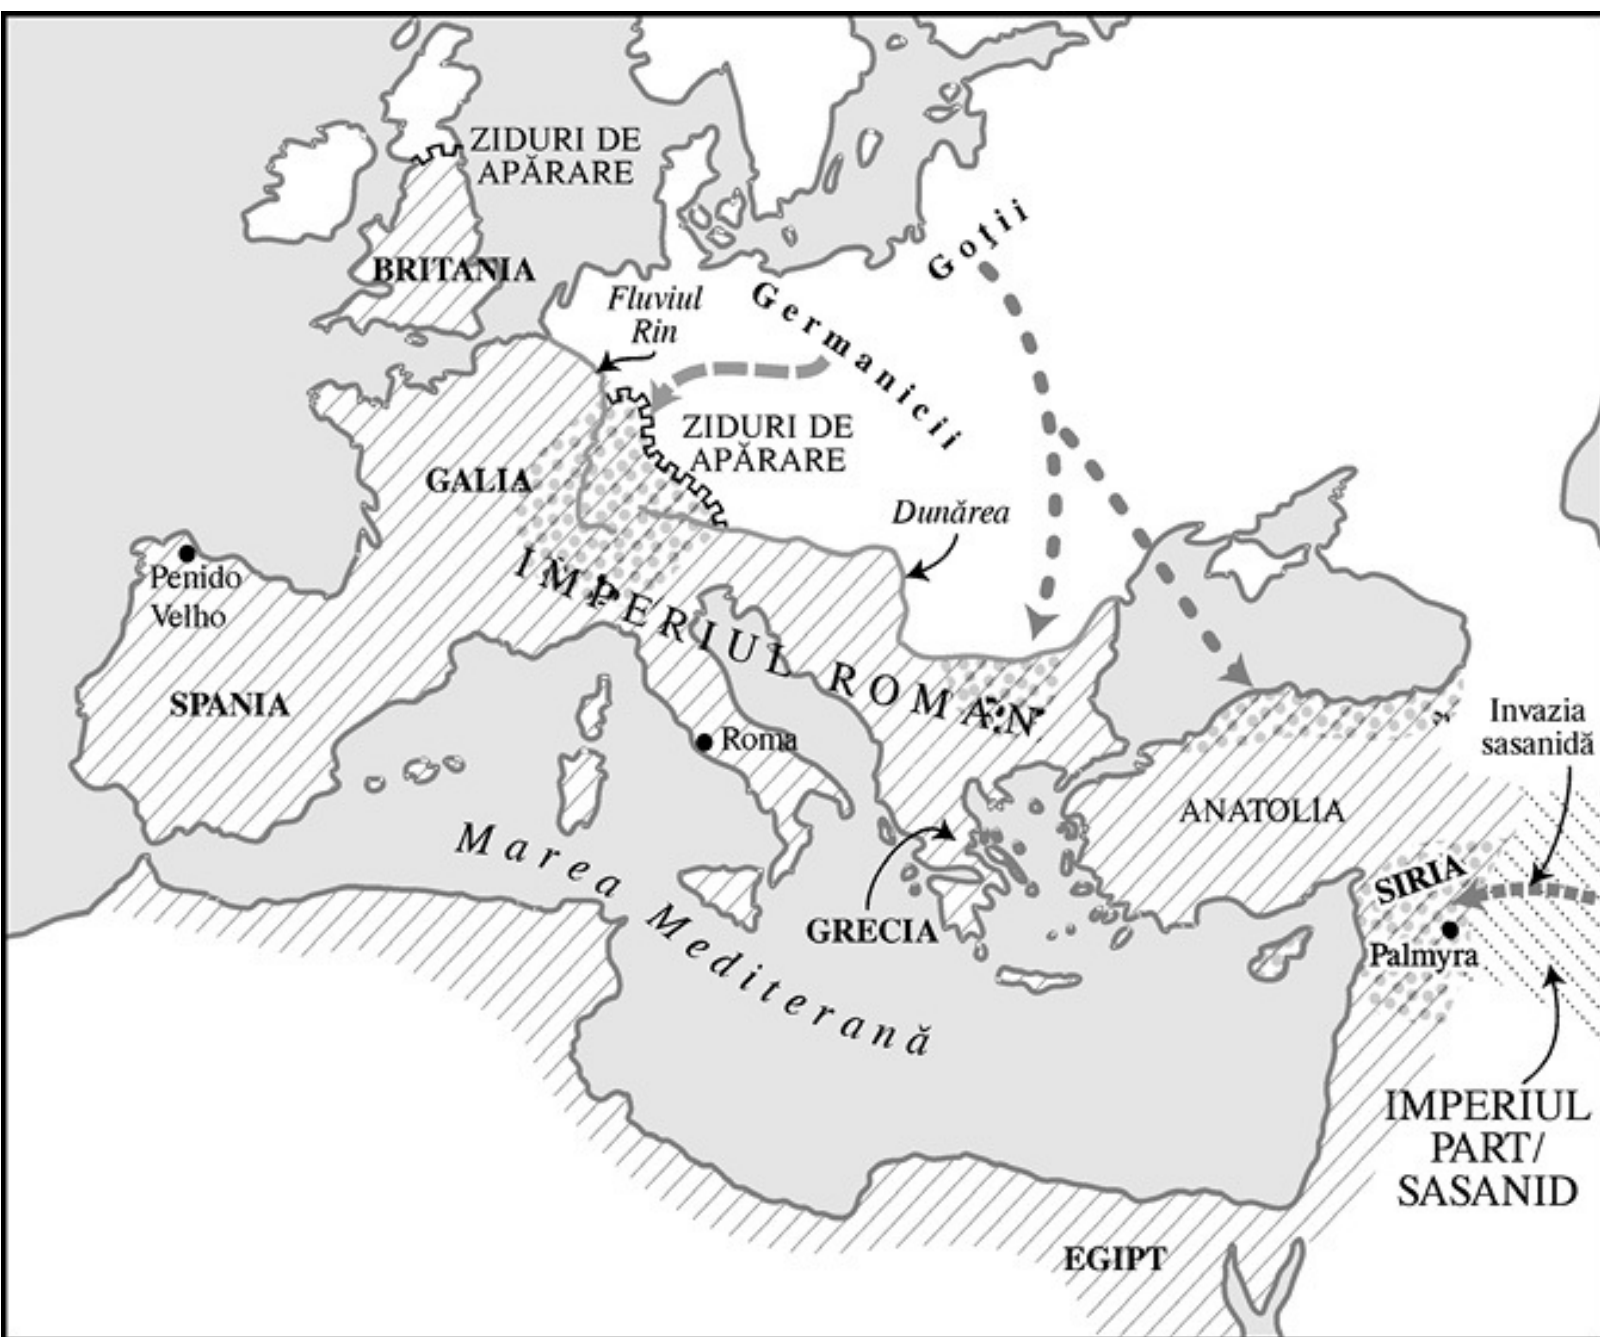 ZIDURI DE
APĂRARE
BRITANIA
Goții
Germanicii
Fluviul
Rin
ZIDURI DE
APĂRARE
GALIA
Dunărea
Penido
Velho
IMPERIUL ROMAN
SPANIA
Roma
Invazia
sasanidă
ANATOLIA
Marea Mediterană
SIRIA
GRECIA
Palmyra
IMPERIUL
PART/
SASANID
EGIPT